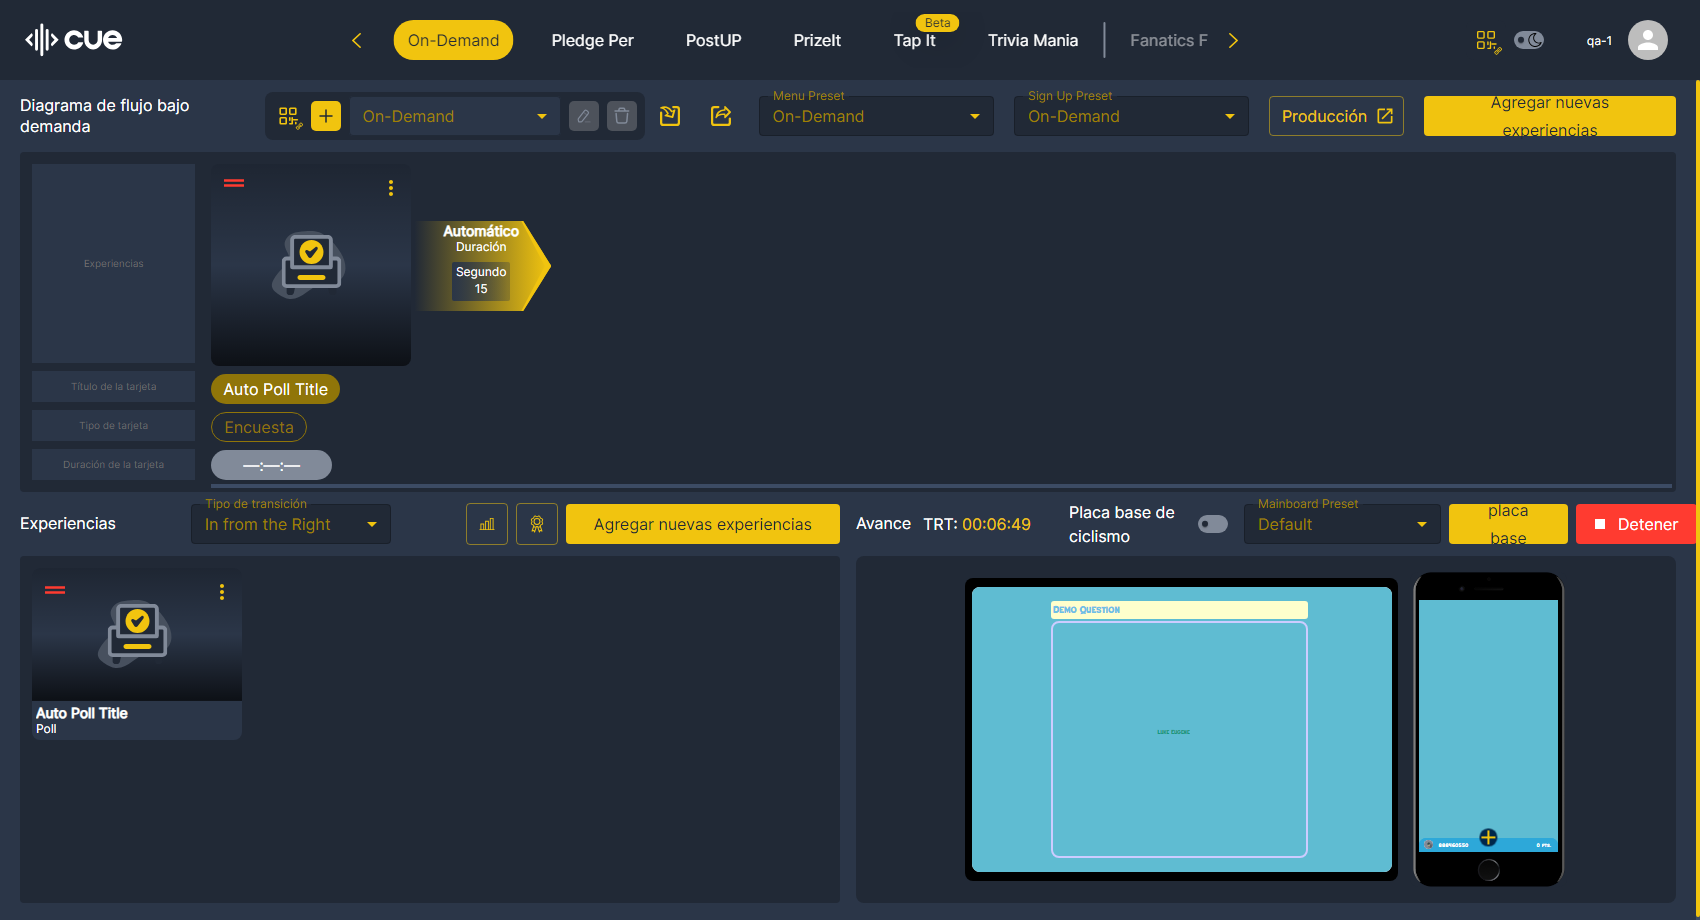 cue
On-Demand
Pledge Per
PostUP
PrizeIt
Beta
Tap It
Trivia Mania
Fanatics F
qa-1
Diagrama de flujo bajo
demanda
On-Demand
Menu Preset
On-Demand
Sign Up Preset
On-Demand
Producción
Agregar nuevas
experiencias
Experiencias
Automático
Duración
Segundo
15
Título de la tarjeta
Auto Poll Title
Tipo de tarjeta
Encuesta
Duración de la tarjeta
—:—:—
Experiencias
Tipo de transición
In from the Right
Agregar nuevas experiencias
Avance
TRT: 00:06:49
Placa base de
ciclismo
Mainboard Preset
Default
placa
base
Detener
Auto Poll Title
Poll
Demo Question
0 PTS.